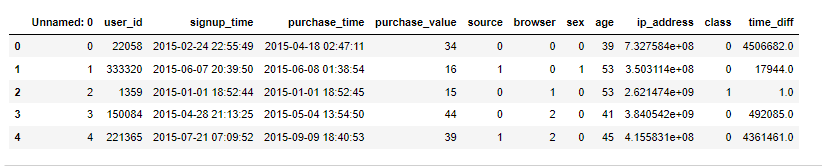 Unnamed: 0 user_id signup_time purchase_time purchase_value source browser sex age ip_address class time_diff
0 0 22058 2015-02-24 22:55:49 2015-04-18 02:47:11 34 0 0 0 39 7.327584e+08 0 4506682.0
1 1 333320 2015-06-07 20:39:50 2015-06-08 01:38:54 16 1 0 1 53 3.503114e+08 0 17944.0
2 2 1359 2015-01-01 18:52:44 2015-01-01 18:52:45 15 0 1 0 53 2.621474e+09 1 1.0
3 3 150084 2015-04-28 21:13:25 2015-05-04 13:54:50 44 0 2 0 41 3.840542e+09 0 492085.0
4 4 221365 2015-07-21 07:09:52 2015-09-09 18:40:53 39 1 2 0 45 4.155831e+08 0 4361461.0